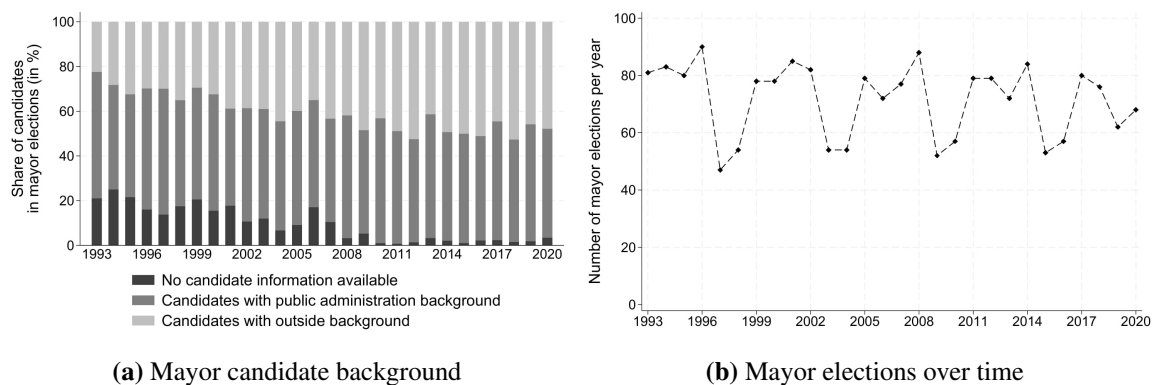 Share of candidates
in mayor elections (in %)
100
80
60
40
20
0
1993 1996 1999 2002 2005 2008 2011 2014 2017 2020
No candidate information available
Candidates with public administration background
Candidates with outside background
(a) Mayor candidate background
Number of mayor elections per year
100
80
60
40
20
0
1993 1996 1999 2002 2005 2008 2011 2014 2017 2020
(b) Mayor elections over time